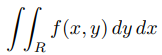 ∬_R f(x, y) dy dx